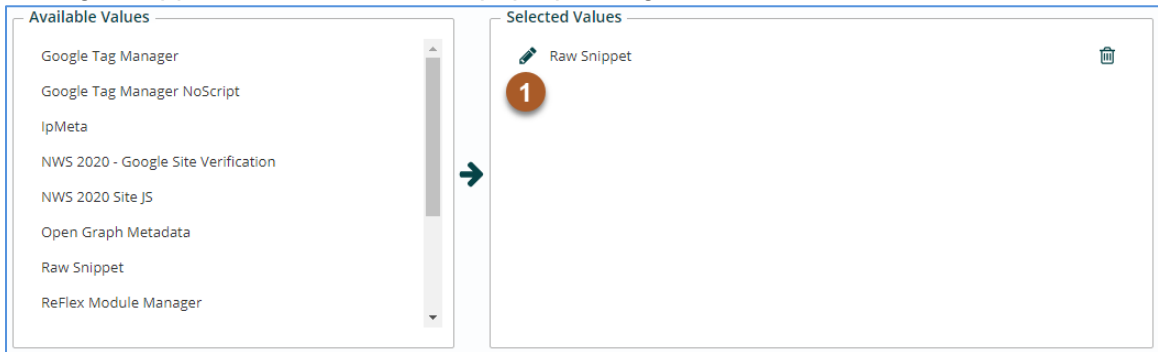 Available Values
Google Tag Manager
Google Tag Manager NoScript
IpMeta
NWS 2020 - Google Site Verification
NWS 2020 Site JS
Open Graph Metadata
Raw Snippet
ReFlex Module Manager
Selected Values
Raw Snippet
1